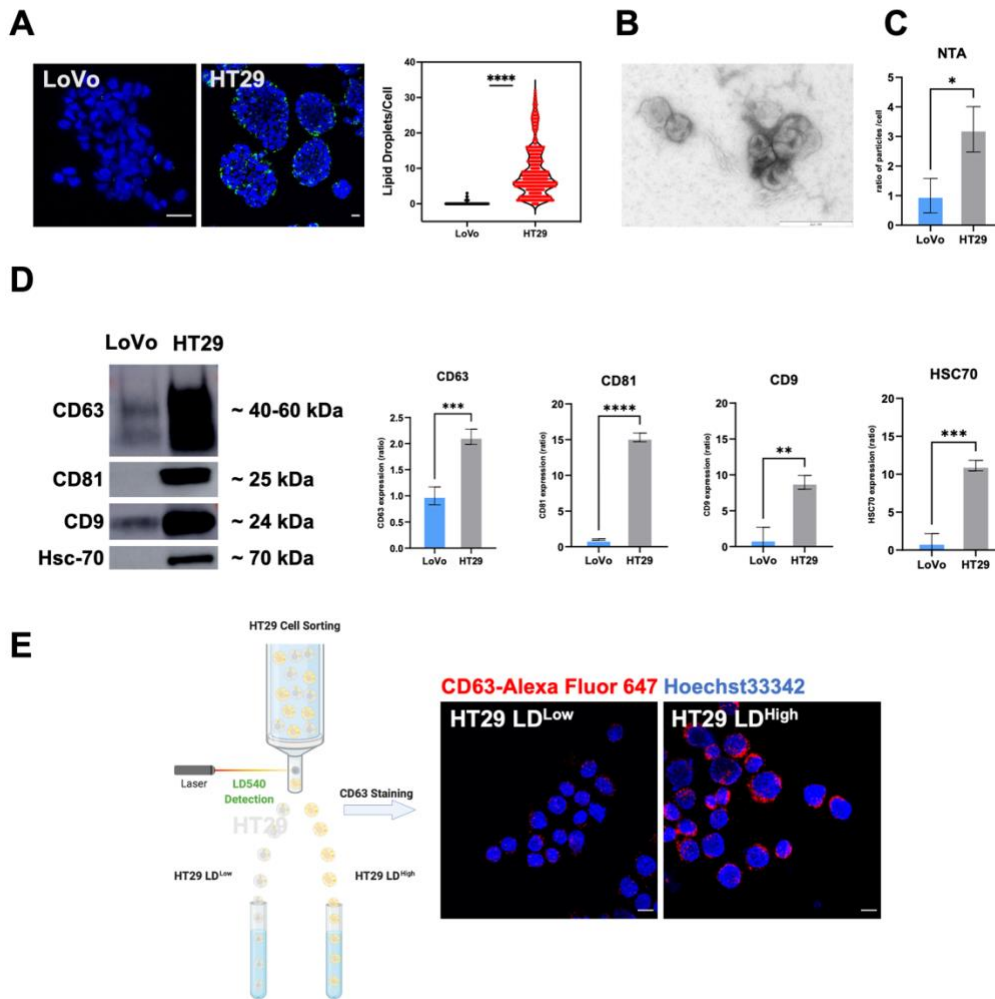 A
LoVo
HT29
Lipid Droplets/Cell
40
30
20
10
0
****
LoVo
HT29
B
C
NTA
ratio of particles /cell
5
4
3
2
1
0
*
LoVo
HT29
D
LoVo HT29
CD63 ~ 40-60 kDa
CD81 ~ 25 kDa
CD9 ~ 24 kDa
Hsc-70 ~ 70 kDa
CD63
CD63 expression (ratio)
2.5
2.0
1.5
1.0
0.5
0.0
***
LoVo
HT29
CD81
CD81 expression (ratio)
20
15
10
5
0
****
LoVo
HT29
CD9
CD9 expression (ratio)
15
10
5
0
**
LoVo
HT29
HSC70
HSC70 expression (ratio)
20
15
10
5
0
***
LoVo
HT29
E
HT29 Cell Sorting
Laser
LD540
Detection
HT29
HT29 LDLow
HT29 LDHigh
CD63 Staining
CD63-Alexa Fluor 647 Hoechst33342
HT29 LDLow
HT29 LDHigh